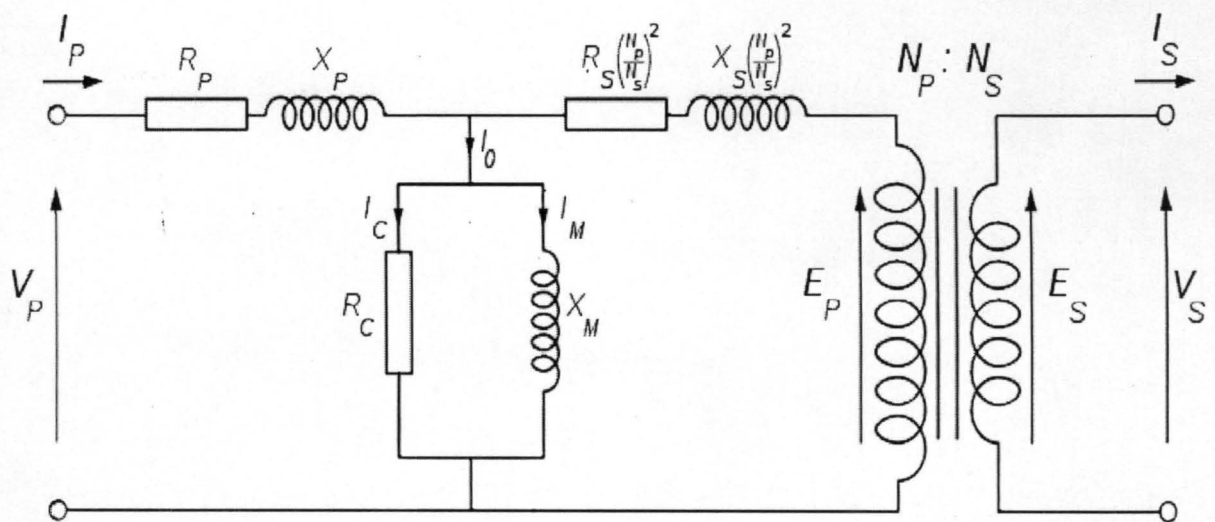 I_P
R_P
X_P
R_S(N_p/N_s)²
X_S(N_p/N_s)²
N_P : N_S
I_S
I_0
I_C
I_M
V_P
R_C
X_M
E_P
E_S
V_S